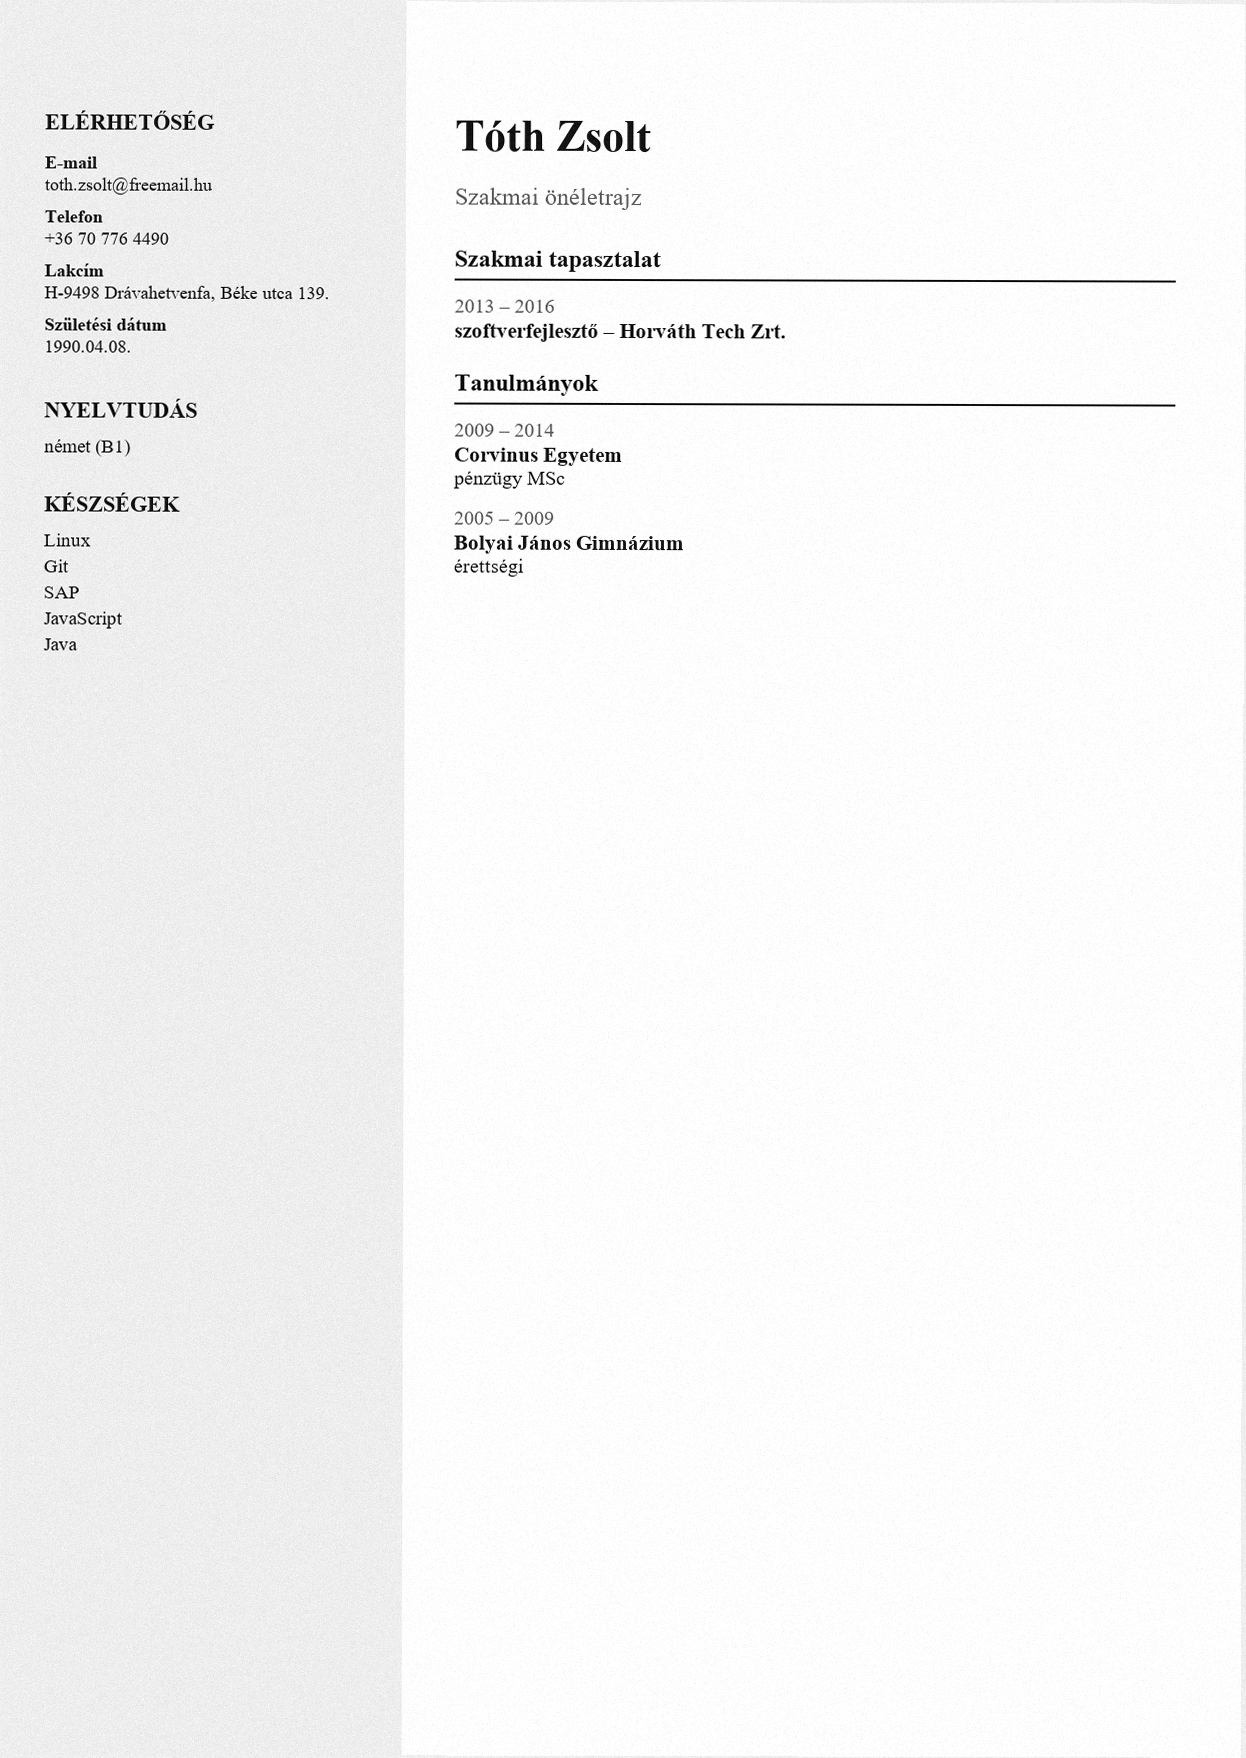 ELÉRHETŐSÉG
E-mail
toth.zsolt@freemail.hu
Telefon
+36 70 776 4490
Lakcím
H-9498 Drávahetvenfa, Béke utca 139.
Születési dátum
1990.04.08.
NYELVTUDÁS
német (B1)
KÉSZSÉGEK
Linux
Git
SAP
JavaScript
Java
Tóth Zsolt
Szakmai önéletrajz
Szakmai tapasztalat
2013 – 2016
szoftverfejlesztő – Horváth Tech Zrt.
Tanulmányok
2009 – 2014
Corvinus Egyetem
pénzügy MSc
2005 – 2009
Bolyai János Gimnázium
érettségi